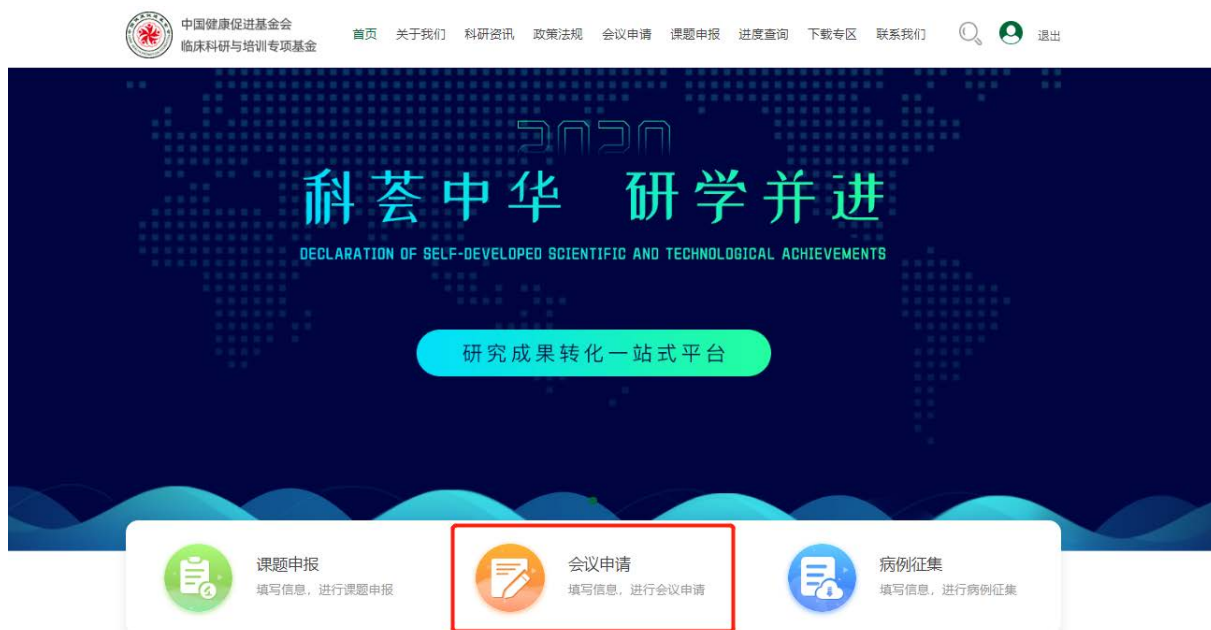 中国健康促进基金会
临床科研与培训专项基金
首页 关于我们 科研资讯 政策法规 会议申请 课题申报 进度查询 下载专区 联系我们 退出
2020
科荟中华 研学并进
DECLARATION OF SELF-DEVELOPED SCIENTIFIC AND TECHNOLOGICAL ACHIEVEMENTS
研究成果转化一站式平台
课题申报
填写信息，进行课题申报
会议申请
填写信息，进行会议申请
病例征集
填写信息，进行病例征集